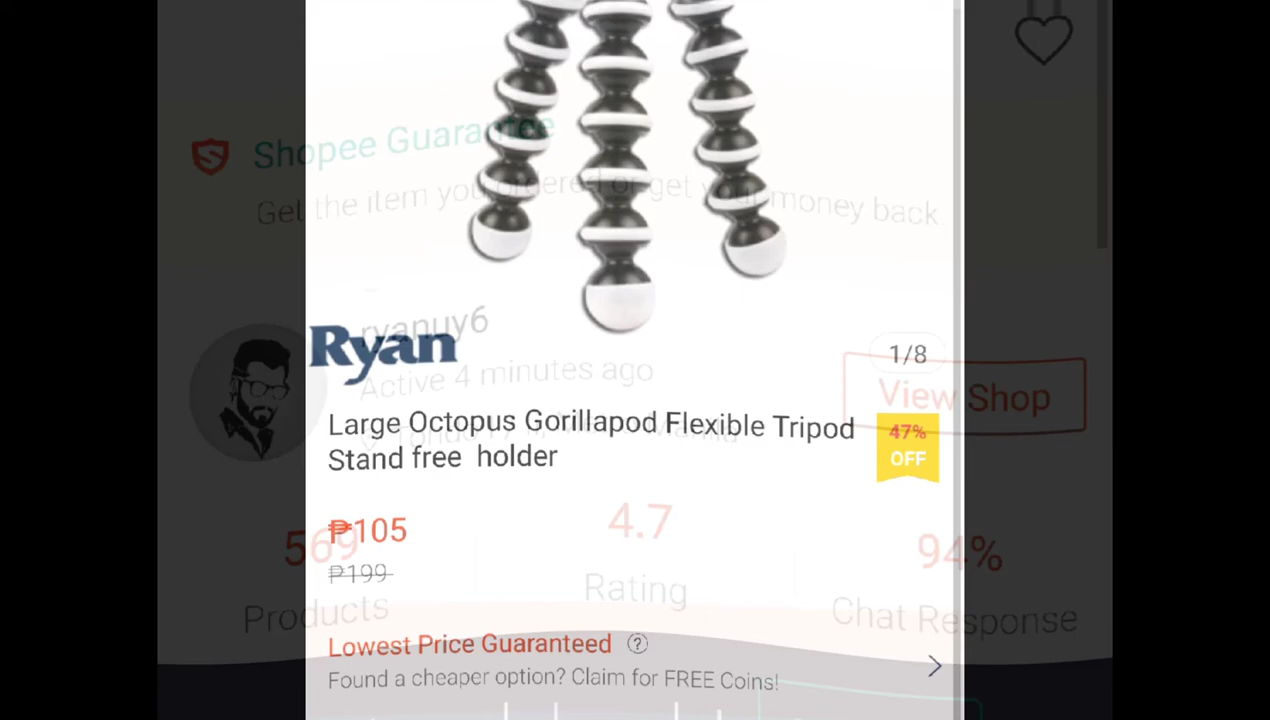 Shopee Guarantee
Get the item you ordered or get your money back.
ryanuy6
Ryan
1/8
Active 4 minutes ago
View Shop
Large Octopus Gorillapod Flexible Tripod
Stand free holder
47%
OFF
₱105
₱199
569
Products
4.7
Rating
94%
Chat Response
Lowest Price Guaranteed ?
Found a cheaper option? Claim for FREE Coins!